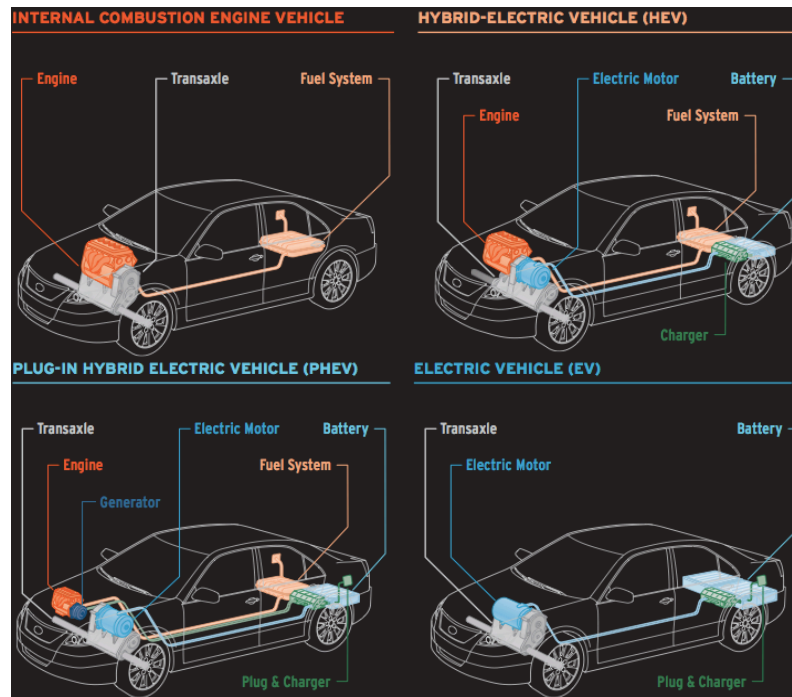 INTERNAL COMBUSTION ENGINE VEHICLE
Engine
Transaxle
Fuel System
HYBRID-ELECTRIC VEHICLE (HEV)
Transaxle
Electric Motor
Battery
Engine
Fuel System
Charger
PLUG-IN HYBRID ELECTRIC VEHICLE (PHEV)
Transaxle
Electric Motor
Battery
Engine
Fuel System
Generator
Plug & Charger
ELECTRIC VEHICLE (EV)
Transaxle
Battery
Electric Motor
Plug & Charger